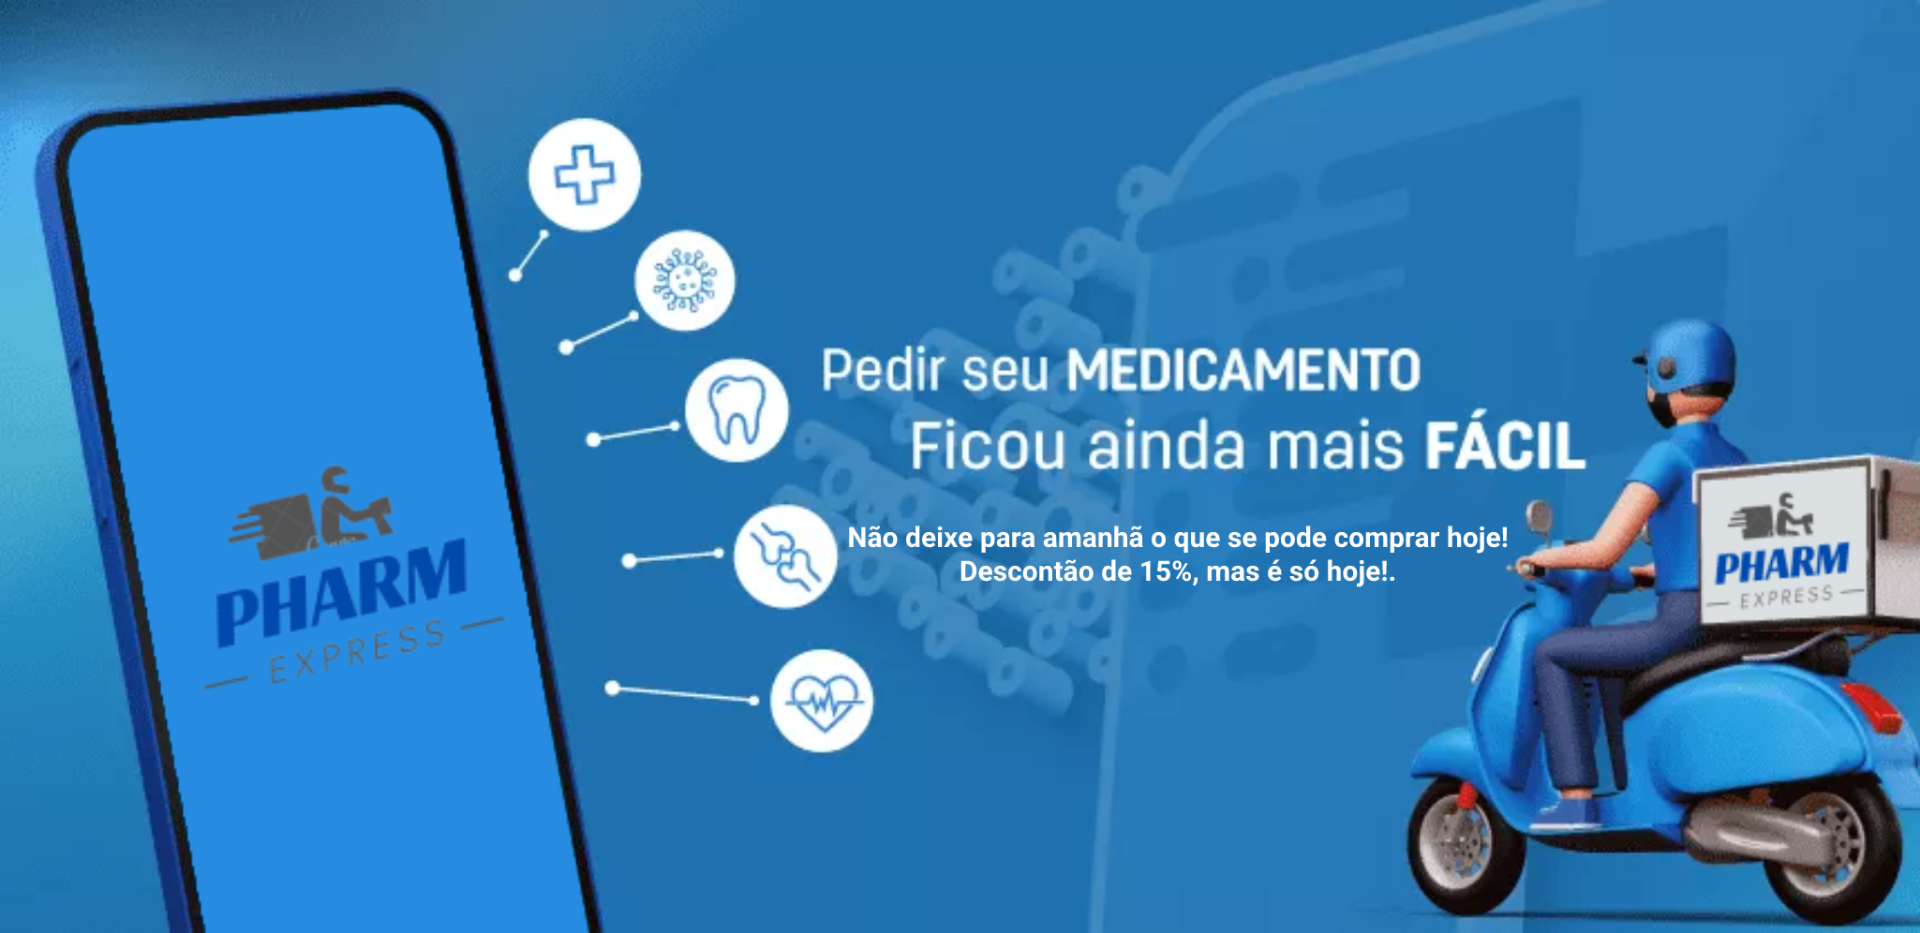 Pedir seu MEDICAMENTO
Ficou ainda mais FÁCIL
Não deixe para amanhã o que se pode comprar hoje!
Descontão de 15%, mas é só hoje!.
PHARM
EXPRESS
PHARM
EXPRESS